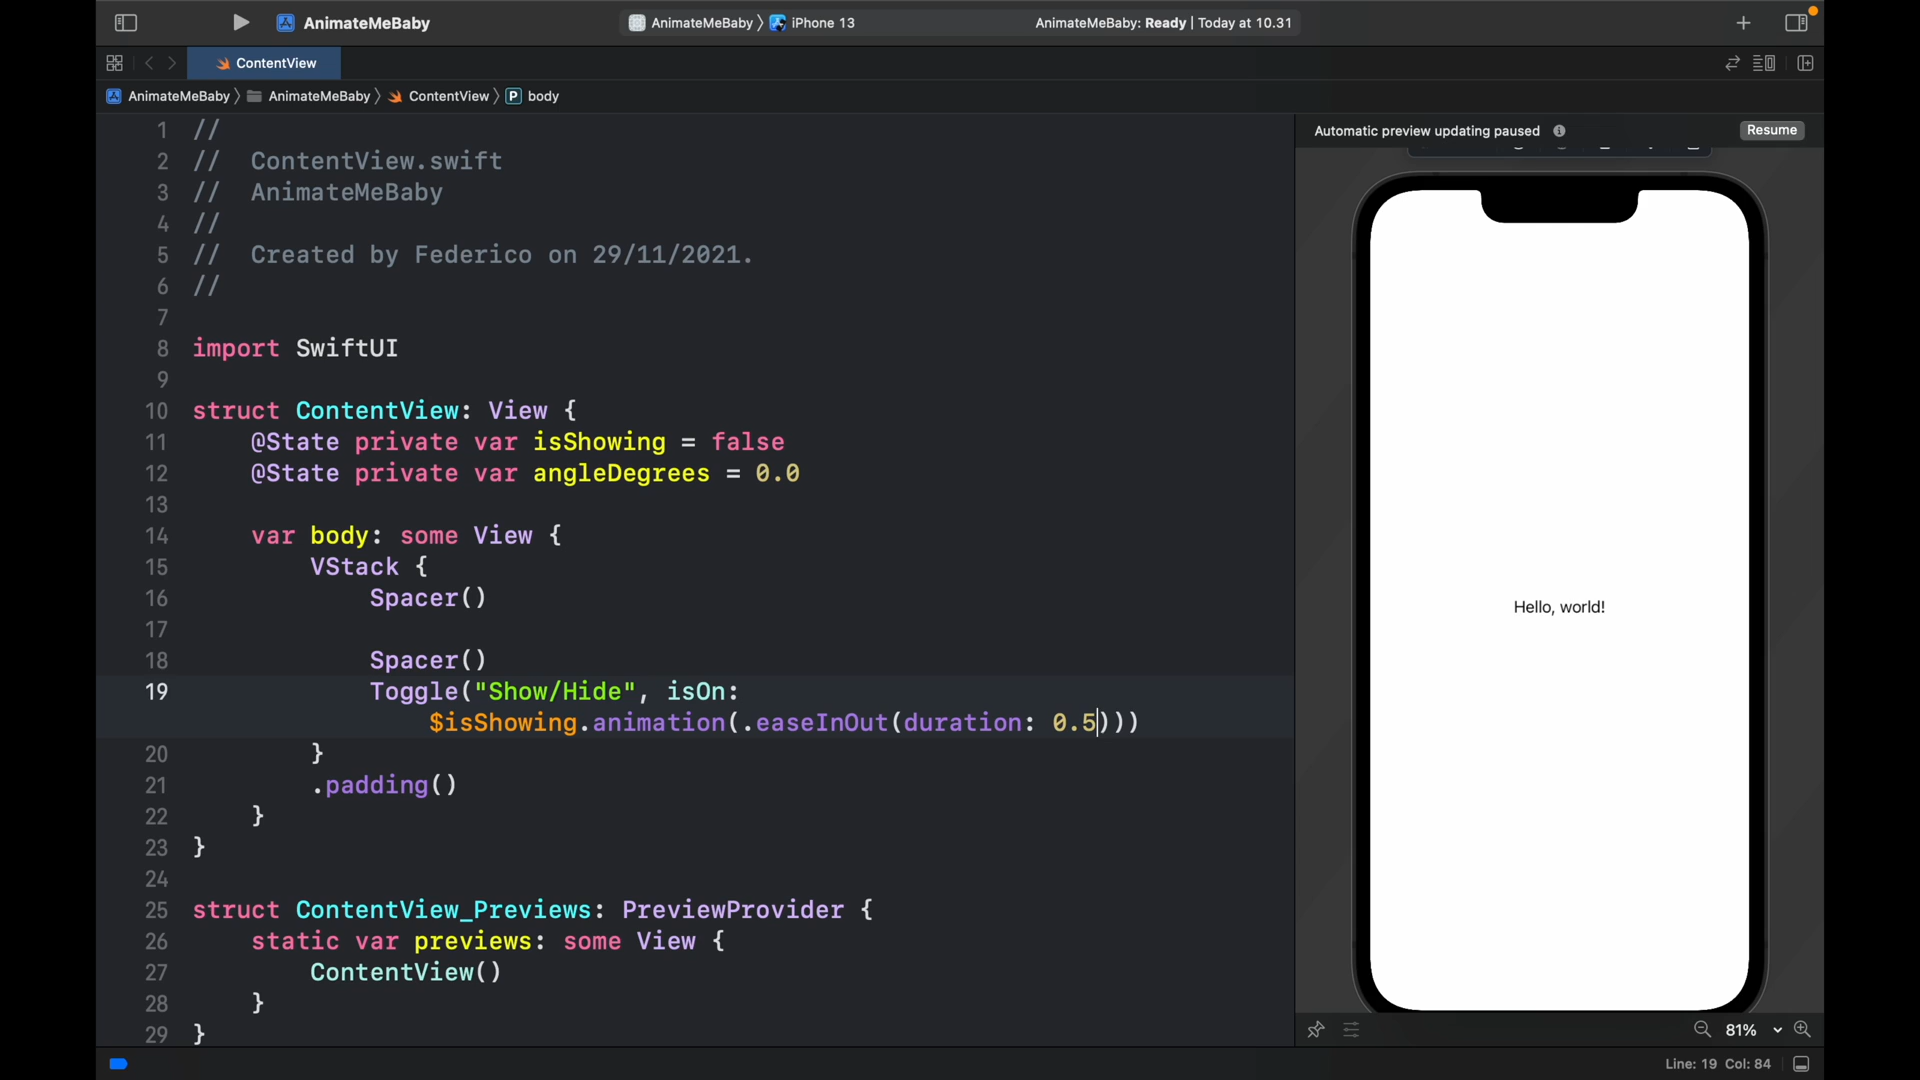 AnimateMeBaby
AnimateMeBaby 〉 iPhone 13
AnimateMeBaby: Ready | Today at 10.31
ContentView
AnimateMeBaby 〉 AnimateMeBaby 〉 ContentView 〉 P body
Automatic preview updating paused
Resume
1 //
2 //  ContentView.swift
3 //  AnimateMeBaby
4 //
5 //  Created by Federico on 29/11/2021.
6 //
7
8 import SwiftUI
9
10 struct ContentView: View {
11     @State private var isShowing = false
12     @State private var angleDegrees = 0.0
13
14     var body: some View {
15         VStack {
16             Spacer()
17
18             Spacer()
19             Toggle("Show/Hide", isOn:
                $isShowing.animation(.easeInOut(duration: 0.5)))
20         }
21         .padding()
22     }
23 }
24
25 struct ContentView_Previews: PreviewProvider {
26     static var previews: some View {
27         ContentView()
28     }
29 }
Hello, world!
81%
Line: 19 Col: 84